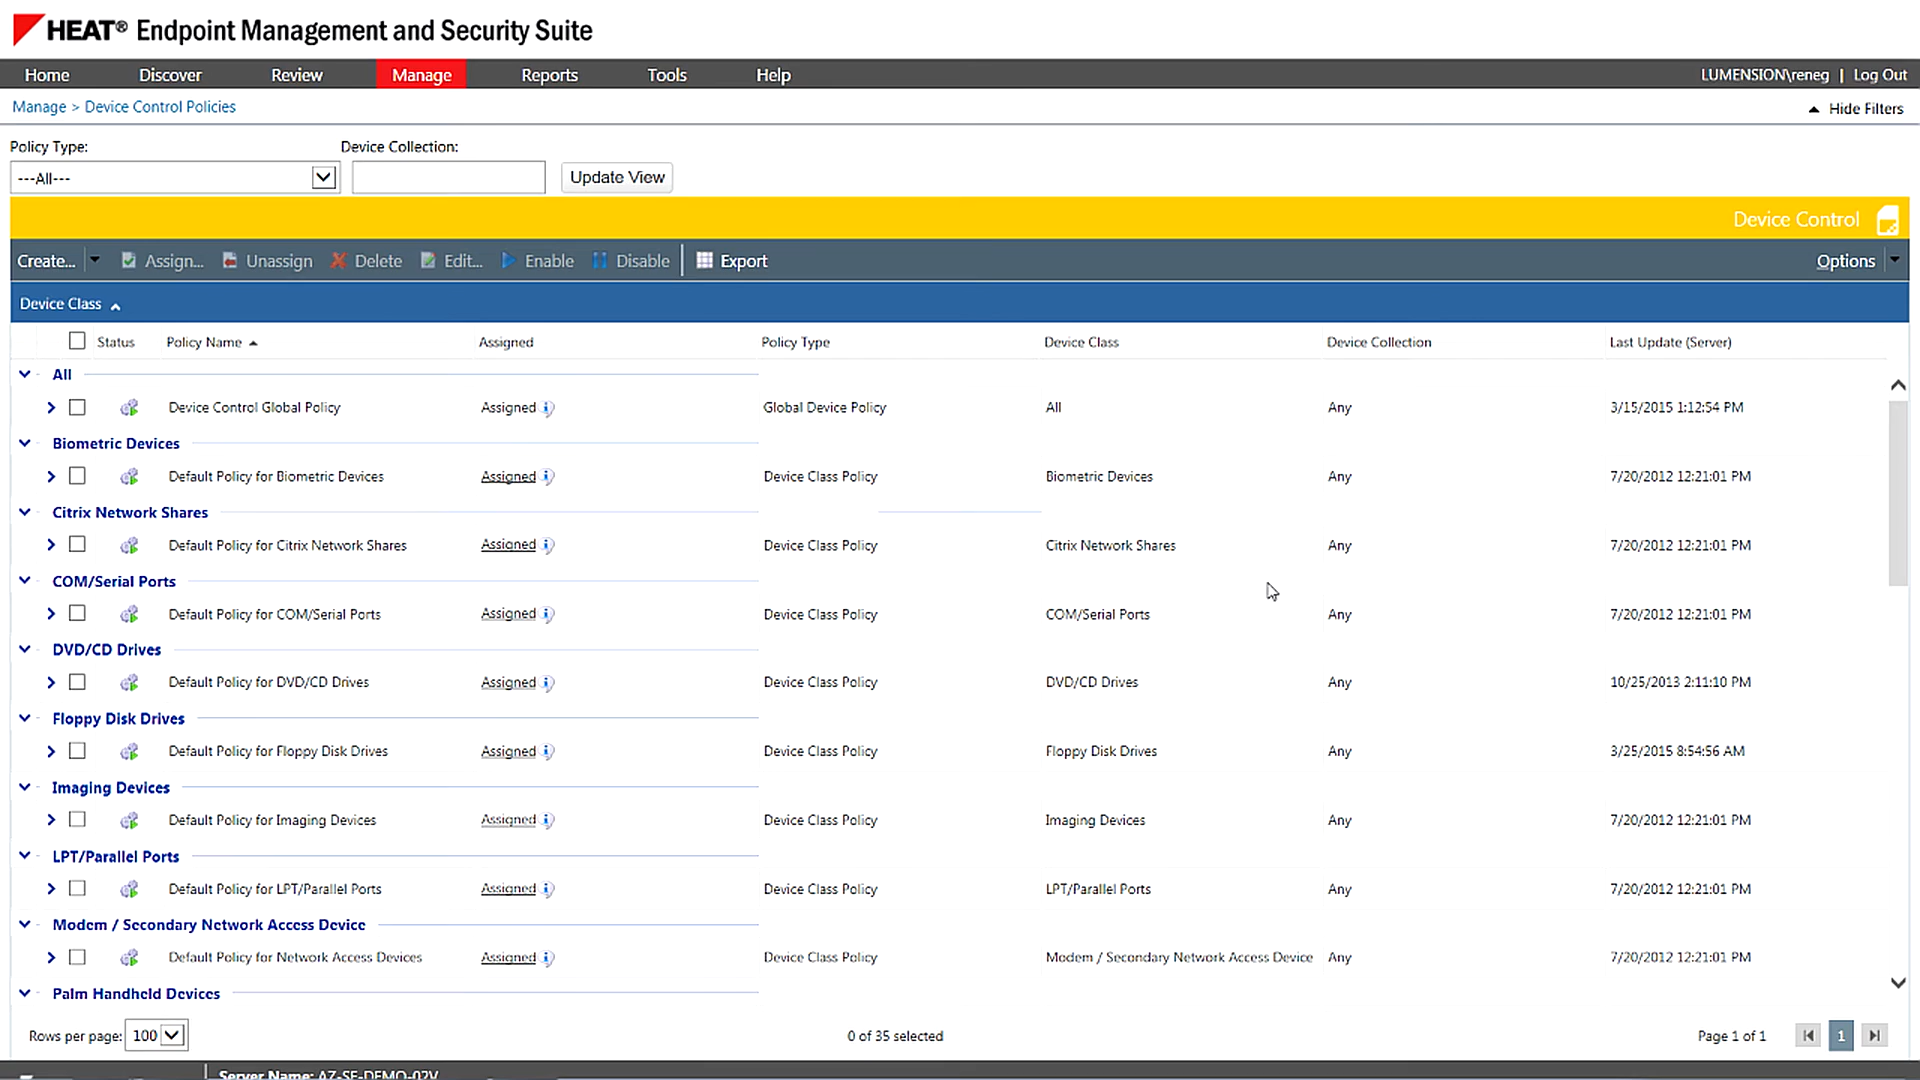 HEAT® Endpoint Management and Security Suite
Home Discover Review Manage Reports Tools Help LUMENSION\reneg | Log Out
Manage > Device Control Policies Hide Filters
Policy Type: Device Collection:
---All--- Update View
Device Control
Create... Assign... Unassign Delete Edit... Enable Disable Export Options
Device Class
Status Policy Name Assigned Policy Type Device Class Device Collection Last Update (Server)
All
Device Control Global Policy Assigned Global Device Policy All Any 3/15/2015 1:12:54 PM
Biometric Devices
Default Policy for Biometric Devices Assigned Device Class Policy Biometric Devices Any 7/20/2012 12:21:01 PM
Citrix Network Shares
Default Policy for Citrix Network Shares Assigned Device Class Policy Citrix Network Shares Any 7/20/2012 12:21:01 PM
COM/Serial Ports
Default Policy for COM/Serial Ports Assigned Device Class Policy COM/Serial Ports Any 7/20/2012 12:21:01 PM
DVD/CD Drives
Default Policy for DVD/CD Drives Assigned Device Class Policy DVD/CD Drives Any 10/25/2013 2:11:10 PM
Floppy Disk Drives
Default Policy for Floppy Disk Drives Assigned Device Class Policy Floppy Disk Drives Any 3/25/2015 8:54:56 AM
Imaging Devices
Default Policy for Imaging Devices Assigned Device Class Policy Imaging Devices Any 7/20/2012 12:21:01 PM
LPT/Parallel Ports
Default Policy for LPT/Parallel Ports Assigned Device Class Policy LPT/Parallel Ports Any 7/20/2012 12:21:01 PM
Modem / Secondary Network Access Device
Default Policy for Network Access Devices Assigned Device Class Policy Modem / Secondary Network Access Device Any 7/20/2012 12:21:01 PM
Palm Handheld Devices
Rows per page: 100 0 of 35 selected Page 1 of 1 1
Server Name: AZ-SE-DEMO-02V